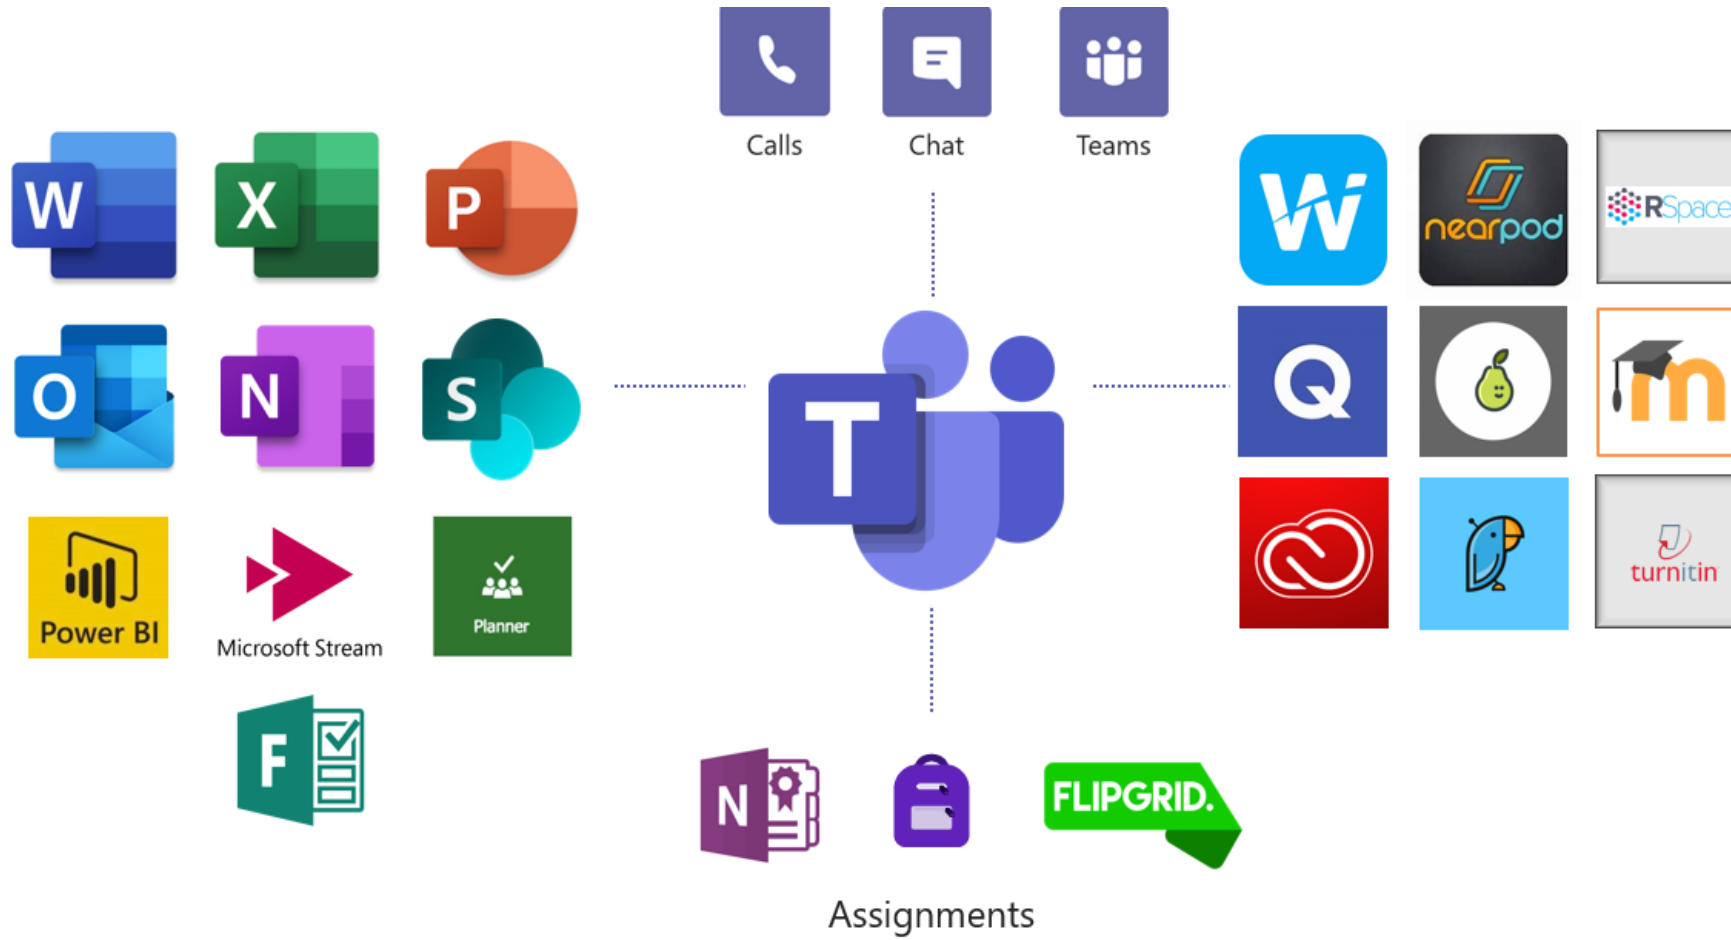 Calls
Chat
Teams
W
X
P
W
nearpod
RSpace
O
N
S
T
Q
m
Power BI
Microsoft Stream
Planner
turnitin
F
N
FLIPGRID.
Assignments